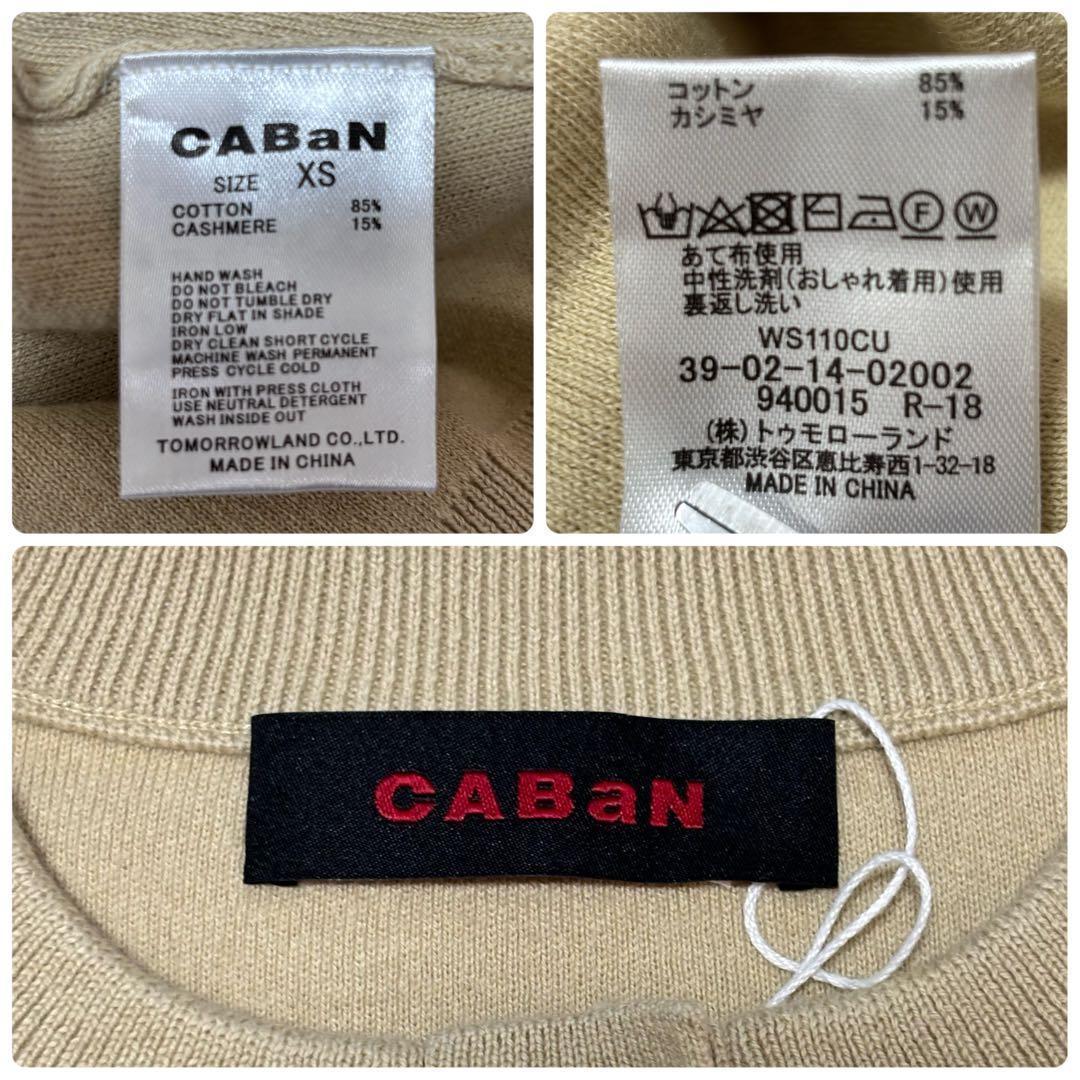 CABaN
SIZE XS
COTTON 85%
CASHMERE 15%
HAND WASH
DO NOT BLEACH
DO NOT TUMBLE DRY
DRY FLAT IN SHADE
IRON LOW
DRY CLEAN SHORT CYCLE
MACHINE WASH PERMANENT
PRESS CYCLE COLD
IRON WITH PRESS CLOTH
USE NEUTRAL DETERGENT
WASH INSIDE OUT
TOMORROWLAND CO.,LTD.
MADE IN CHINA
コットン 85%
カシミヤ 15%
F W
あて布使用
中性洗剤(おしゃれ着用)使用
裏返し洗い
WS110CU
39-02-14-02002
940015 R-18
(株)トゥモローランド
東京都渋谷区恵比寿西1-32-18
MADE IN CHINA
CABaN